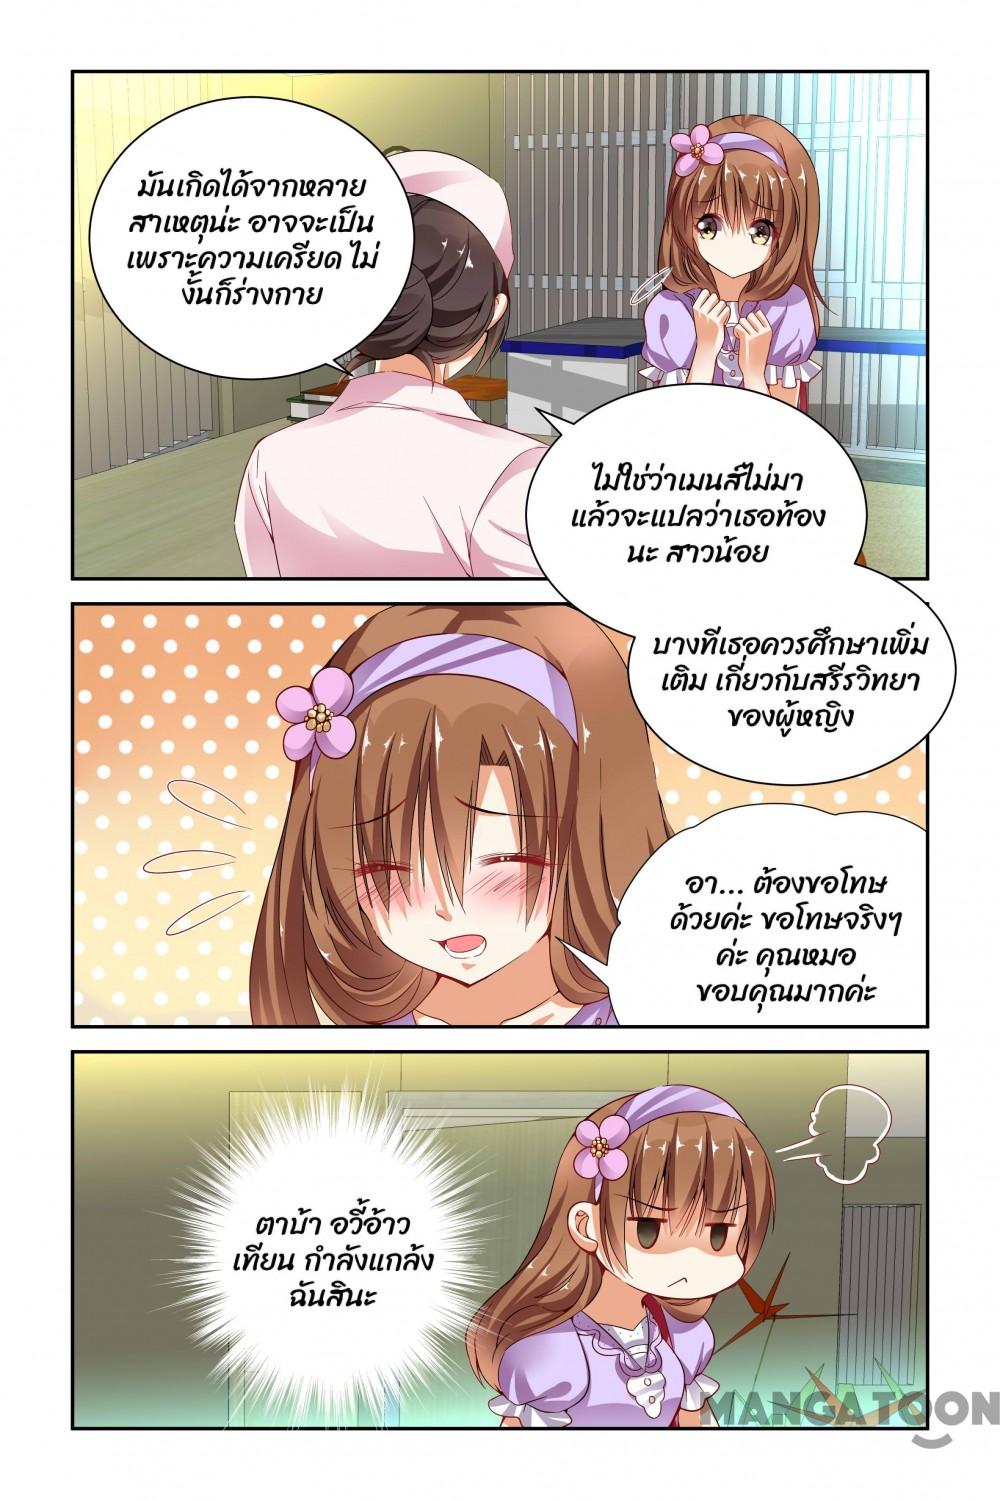 มันเกิดได้จากหลาย
สาเหตุน่ะ อาจจะเป็น
เพราะความเครียด ไม่
งั้นก็ร่างกาย
ไม่ใช่ว่าเมนส์ไม่มา
แล้วจะแปลว่าเธอท้อง
นะ สาวน้อย
บางทีเธอควรศึกษาเพิ่ม
เติม เกี่ยวกับสรีรวิทยา
ของผู้หญิง
อา... ต้องขอโทษ
ด้วยค่ะ ขอโทษจริงๆ
ค่ะ คุณหมอ
ขอบคุณมากค่ะ
ตาบ้า อวี้อ้าว
เทียน กำลังแกล้ง
ฉันสินะ
MANGATOON